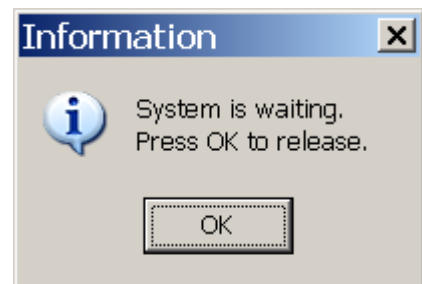 Information
System is waiting.
Press OK to release.
OK